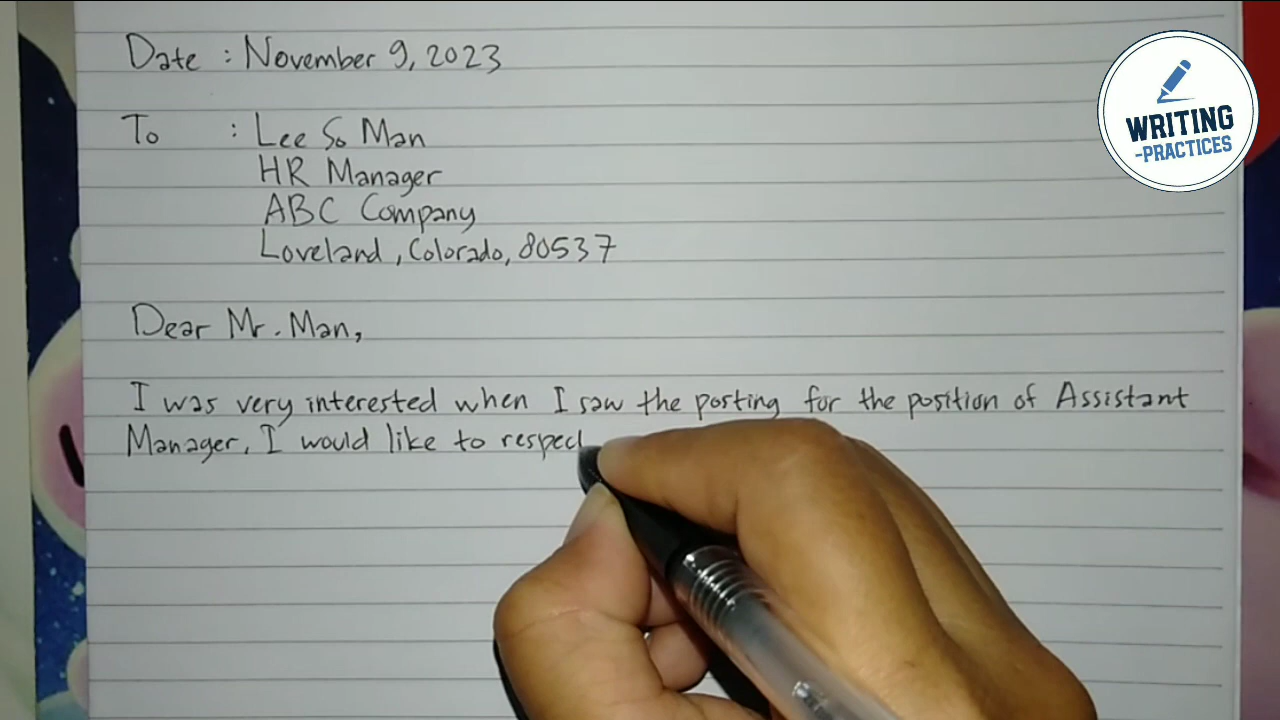 Date : November 9, 2023
To : Lee So Man
HR Manager
ABC Company
Loveland, Colorado, 80537
Dear Mr. Man,
I was very interested when I saw the posting for the position of Assistant
Manager, I would like to respec
WRITING
-PRACTICES